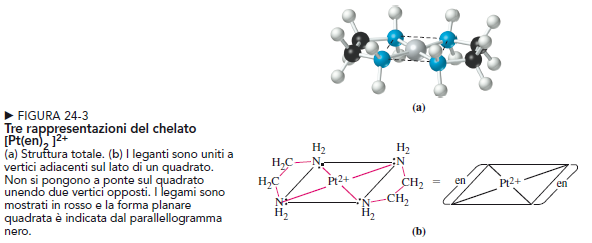 (a)
▶ FIGURA 24-3
Tre rappresentazioni del chelato
[Pt(en)2 ]2+
(a) Struttura totale. (b) I leganti sono uniti a
vertici adiacenti sul lato di un quadrato.
Non si pongono a ponte sul quadrato
unendo due vertici opposti. I legami sono
mostrati in rosso e la forma planare
quadrata è indicata dal parallellogramma
nero.
H2 H2
H2C N: :N
H2C Pt2+ CH2 = en Pt2+ en
N: :N CH2
H2 H2
(b)